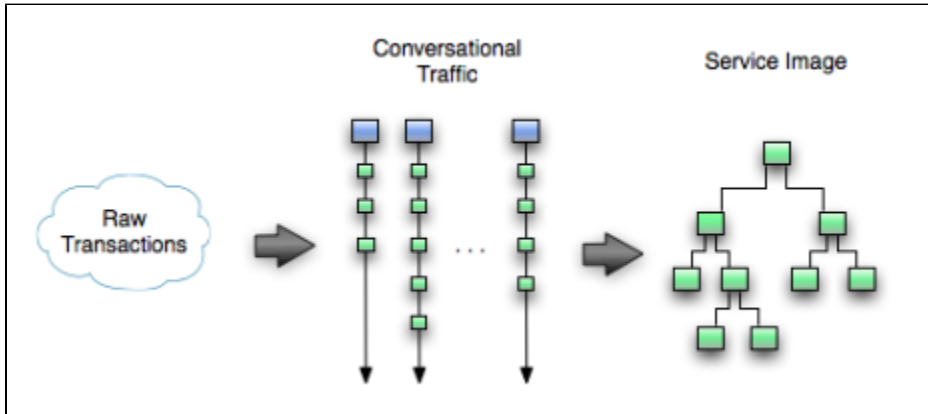 Conversational
Traffic
Service Image
Raw
Transactions
. . .